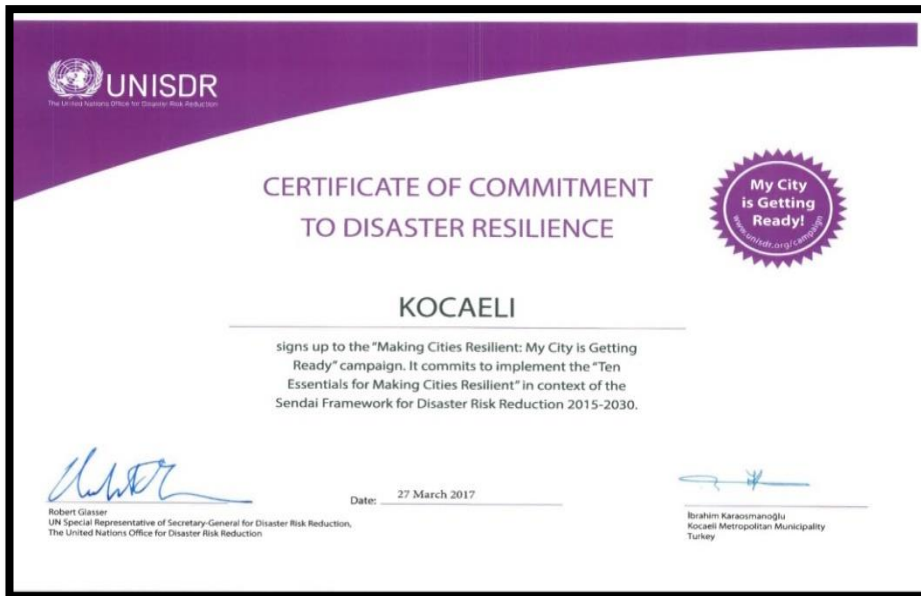 UNISDR
The United Nations Office for Disaster Risk Reduction
CERTIFICATE OF COMMITMENT
TO DISASTER RESILIENCE
My City
is Getting
Ready!
www.unisdr.org/campaign
KOCAELI
signs up to the "Making Cities Resilient: My City is Getting
Ready" campaign. It commits to implement the "Ten
Essentials for Making Cities Resilient" in context of the
Sendai Framework for Disaster Risk Reduction 2015-2030.
Robert Glasser
UN Special Representative of Secretary-General for Disaster Risk Reduction,
The United Nations Office for Disaster Risk Reduction
Date: 27 March 2017
İbrahim Karaosmanoğlu
Kocaeli Metropolitan Municipality
Turkey